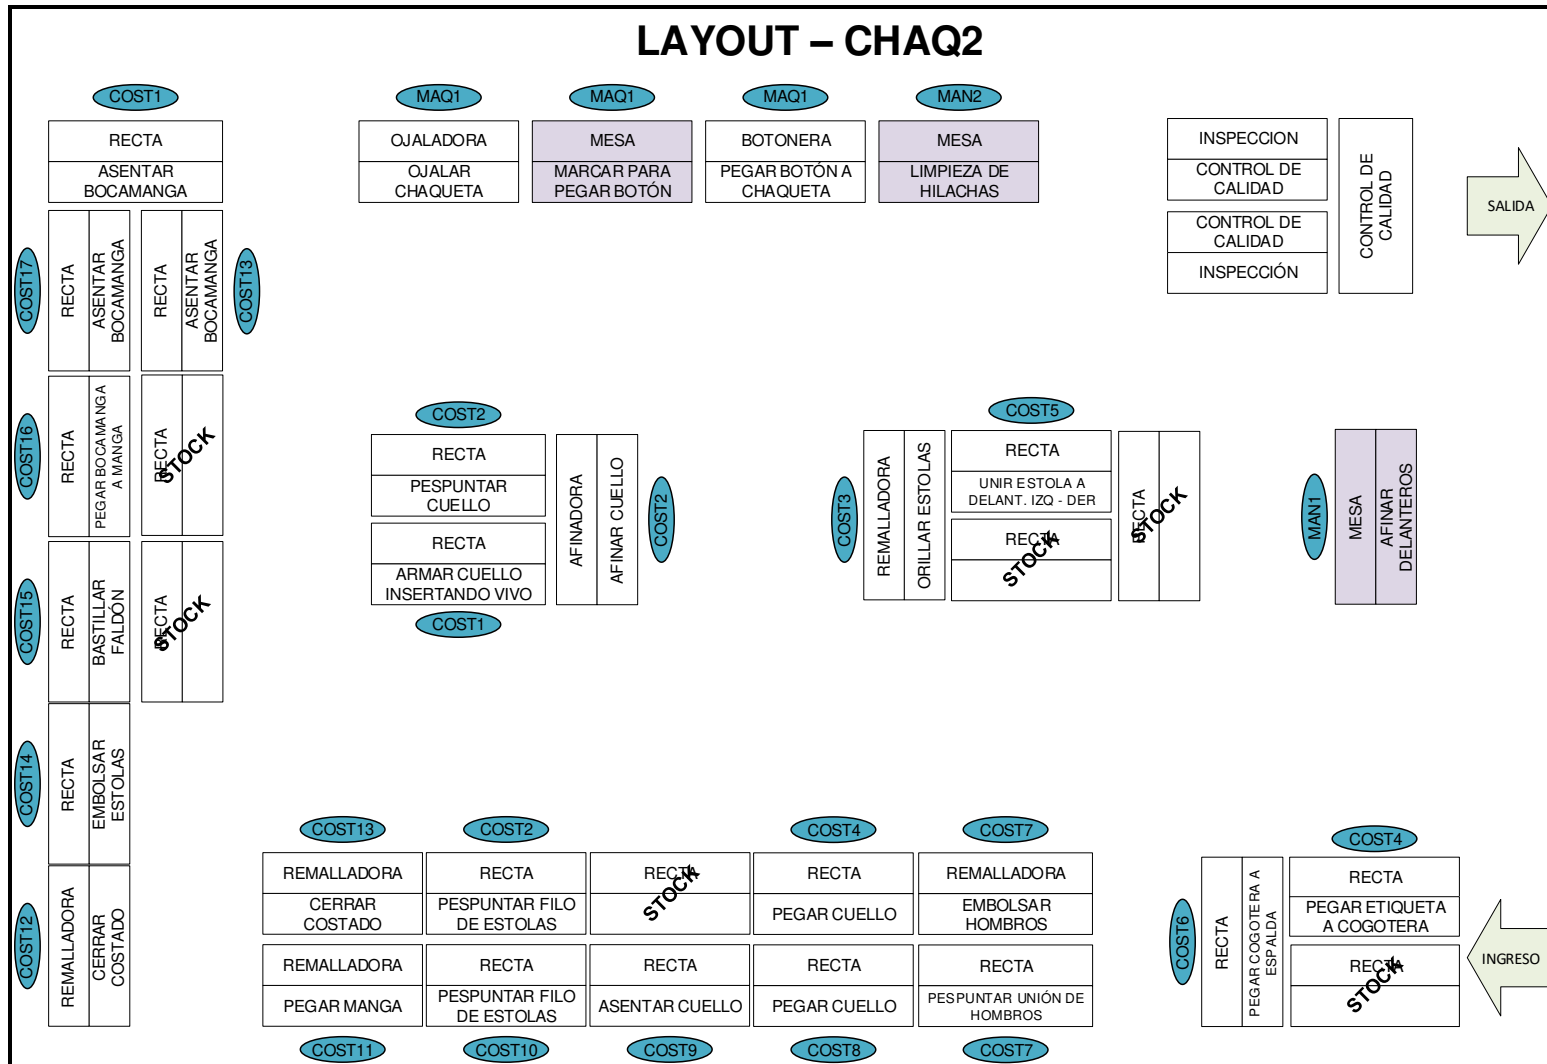 LAYOUT – CHAQ2
COST1
RECTA
ASENTAR
BOCAMANGA
MAQ1
OJALADORA
OJALAR
CHAQUETA
MAQ1
MESA
MARCAR PARA
PEGAR BOTÓN
MAQ1
BOTONERA
PEGAR BOTÓN A
CHAQUETA
MAN2
MESA
LIMPIEZA DE
HILACHAS
INSPECCION
CONTROL DE
CALIDAD
CONTROL DE
CALIDAD
INSPECCIÓN
CONTROL DE
CALIDAD
SALIDA
COST17
RECTA
ASENTAR
BOCAMANGA
RECTA
ASENTAR
BOCAMANGA
COST13
COST16
RECTA
PEGAR BOCAMANGA
A MANGA
RECTA
STOCK
COST15
RECTA
BASTILLAR
FALDÓN
RECTA
STOCK
COST14
RECTA
EMBOLSAR
ESTOLAS
COST12
REMALLADORA
CERRAR
COSTADO
COST2
RECTA
PESPUNTAR
CUELLO
RECTA
ARMAR CUELLO
INSERTANDO VIVO
COST1
AFINADORA
AFINAR CUELLO
COST2
COST3
REMALLADORA
ORILLAR ESTOLAS
COST5
RECTA
UNIR ESTOLA A
DELANT. IZQ - DER
RECTA
STOCK
RECTA
STOCK
MAN1
MESA
AFINAR
DELANTEROS
COST13
REMALLADORA
CERRAR
COSTADO
COST2
RECTA
PESPUNTAR FILO
DE ESTOLAS
RECTA
STOCK
COST4
RECTA
PEGAR CUELLO
COST7
REMALLADORA
EMBOLSAR
HOMBROS
REMALLADORA
PEGAR MANGA
COST11
RECTA
PESPUNTAR FILO
DE ESTOLAS
COST10
RECTA
ASENTAR CUELLO
COST9
RECTA
PEGAR CUELLO
COST8
RECTA
PESPUNTAR UNIÓN DE
HOMBROS
COST7
COST6
RECTA
PEGAR COGOTERA A
ESPALDA
COST4
RECTA
PEGAR ETIQUETA
A COGOTERA
RECTA
STOCK
INGRESO